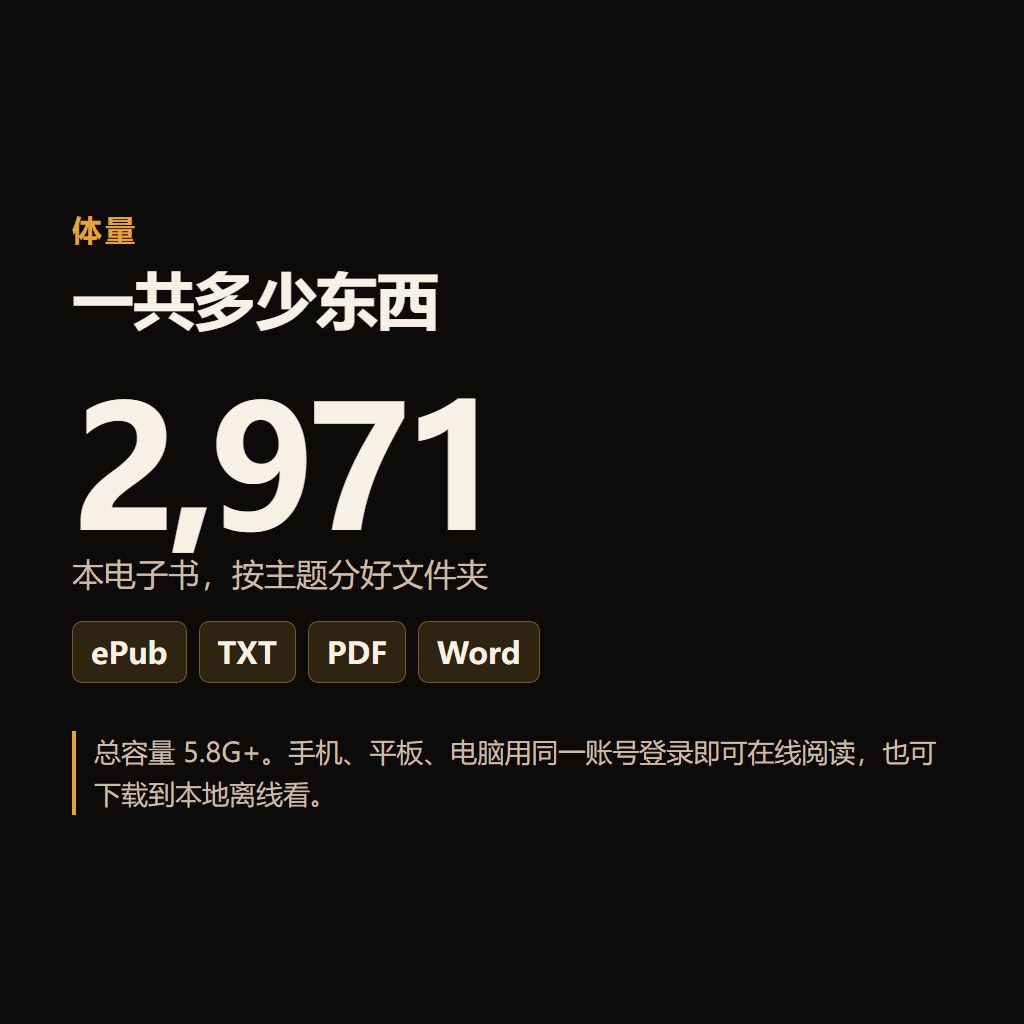 体量
一共多少东西
2,971
本电子书，按主题分好文件夹
ePub TXT PDF Word
总容量 5.8G+。手机、平板、电脑用同一账号登录即可在线阅读，也可
下载到本地离线看。